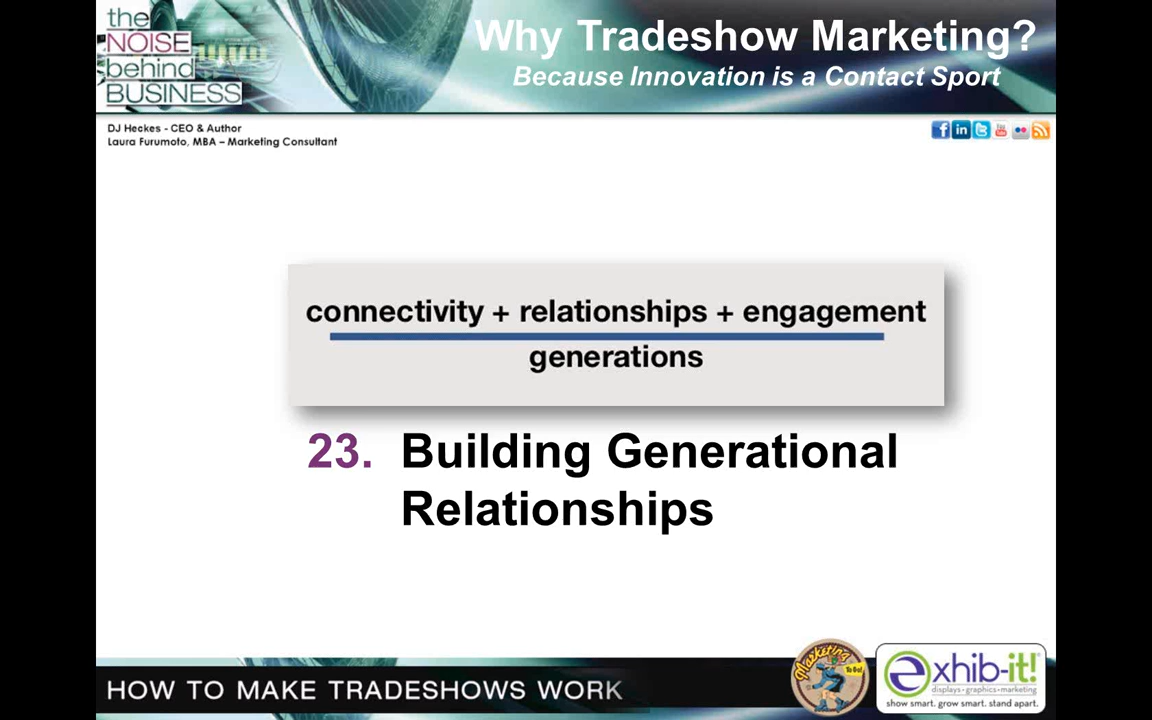 the
NOISE
behind
BUSINESS
Why Tradeshow Marketing?
Because Innovation is a Contact Sport
DJ Heckes - CEO & Author
Laura Furumoto, MBA – Marketing Consultant
connectivity + relationships + engagement
generations
23. Building Generational
Relationships
HOW TO MAKE TRADESHOWS WORK
Marketing
To Go!
exhib-it!
displays•graphics•marketing
show smart. grow smart. stand apart.